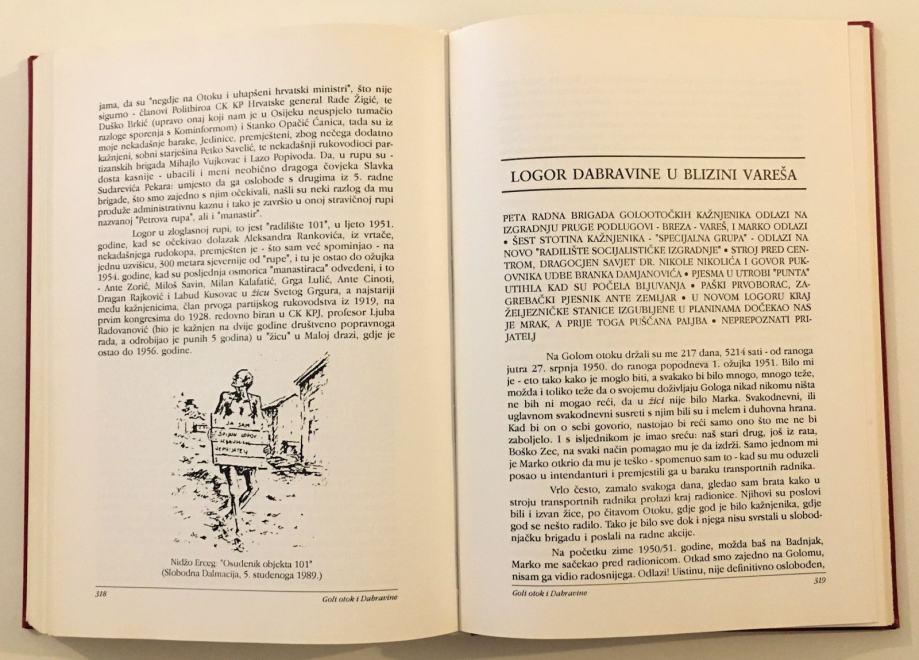 jama, da su "negdje na Otoku i uhapšeni hrvatski ministri", što nije
sigurno - članovi Politbiroa CK KP Hrvatske general Rade Žigić, te
Duško Brkić (upravo onaj koji nam je u Osijeku neuspjelo tumačio
razloge sporenja s Kominformom) i Stanko Opačić Ćanica, tada su iz
moje nekadašnje barake, Jedinice, premješteni, zbog nečega dodatno
kažnjeni, sobni starješina Petko Savelić, te nekadašnji rukovodioci par-
tizanskih brigada Mihajlo Vujkovac i Lazo Popivoda. Da, u rupu su -
dosta kasnije - ubacili i meni neobično dragoga čovjeka Slavka
Sudarevića Pekara: umjesto da ga oslobode s drugima iz 5. radne
brigade, što smo zajedno s njim očekivali, našli su neki razlog da mu
produže administrativnu kaznu i tako je završio u onoj stravičnoj rupi
nazvanoj "Petrova rupa", ali i "manastir".
Logor u zloglasnoj rupi, to jest "radilište 101", u ljeto 1951.
godine, kad se očekivao dolazak Aleksandra Rankovića, iz vrtače,
nekadašnjega rudokopa, premješten je - što sam već spominjao - na
jednu uzvišicu, 300 metara sjevernije od "rupe", i tu je ostao do ožujka
1954. godine, kad su posljednja osmorica "manastiraca" odvedeni, i to
- Ante Zorić, Miloš Savin, Milan Kalafatić, Grga Lulić, Ante Cinoti,
Dragan Rajković i Labud Kusovac u žicu Svetog Grgura, a najstariji
među kažnjenicima, član prvoga partijskog rukovodstva iz 1919, na
prvim kongresima do 1928. redovno biran u CK KPJ, profesor Ljuba
Radovanović (bio je kažnjen na dvije godine društveno popravnoga
rada, a odrobijao je punih 5 godina) u "žicu" u Maloj drazi, gdje je
ostao do 1956. godine.
JA SAM
Nidžo Erceg: "Osuđenik objekta 101"
(Slobodna Dalmacija, 5. studenoga 1989.)
318
Goli otok i Dabravine
LOGOR DABRAVINE U BLIZINI VAREŠA
PETA RADNA BRIGADA GOLOOTOČKIH KAŽNJENIKA ODLAZI NA
IZGRADNJU PRUGE PODLUGOVI - BREZA - VAREŠ, I MARKO ODLAZI
• ŠEST STOTINA KAŽNJENIKA - "SPECIJALNA GRUPA" - ODLAZI NA
NOVO "RADILIŠTE SOCIJALISTIČKE IZGRADNJE" • STROJ PRED CEN-
TROM, DRAGOCJEN SAVJET DR. NIKOLE NIKOLIĆA I GOVOR PUK-
OVNIKA UDBE BRANKA DAMJANOVIĆA • PJESMA U UTROBI "PUNTA"
UTIHLA KAD SU POČELA BLJUVANJA • PAŠKI PRVOBORAC, ZA-
GREBAČKI PJESNIK ANTE ZEMLJAR • U NOVOM LOGORU KRAJ
ŽELJEZNIČKE STANICE IZGUBLJENE U PLANINAMA DOČEKAO NAS
JE MRAK, A PRIJE TOGA PUŠČANA PALJBA • NEPREPOZNATI PRI-
JATELJ
Na Golom otoku držali su me 217 dana, 5214 sati - od ranoga
jutra 27. srpnja 1950. do ranoga popodneva 1. ožujka 1951. Bilo mi
je - eto tako kako je moglo biti, a svakako bi bilo mnogo, mnogo teže,
možda i toliko teže da o svojemu doživljaju Gologa nikad nikomu ništa
ne bih ni mogao reći, da u žici nije bilo Marka. Svakodnevni, ili
uglavnom svakodnevni susreti s njim bili su i melem i duhovna hrana.
Kad bi on o sebi govorio, nastojao bi reći samo ono što me ne bi
zaboljelo. I s isljednikom je imao sreću: naš stari drug, još iz rata,
Boško Zec, na svaki način pomagao mu je da izdrži. Samo jednom mi
je Marko otkrio da mu je teško - spomenuo sam to - kad su mu oduzeli
posao u intendanturi i premjestili ga u baraku transportnih radnika.
Vrlo često, zamalo svakoga dana, gledao sam brata kako u
stroju transportnih radnika prolazi kraj radionice. Njihovi su poslovi
bili i izvan žice, po čitavom Otoku, gdje god je bilo kažnjenika, gdje
god se nešto radilo. Tako je bilo sve dok i njega nisu svrstali u slobod-
njačku brigadu i poslali na radne akcije.
Na početku zime 1950/51. godine, možda baš na Badnjak,
Marko me sačekao pred radionicom. Otkad smo zajedno na Golomu,
nisam ga vidio radosnijega. Odlazi! Uistinu, nije definitivno oslobođen,
319
Goli otok i Dabravine